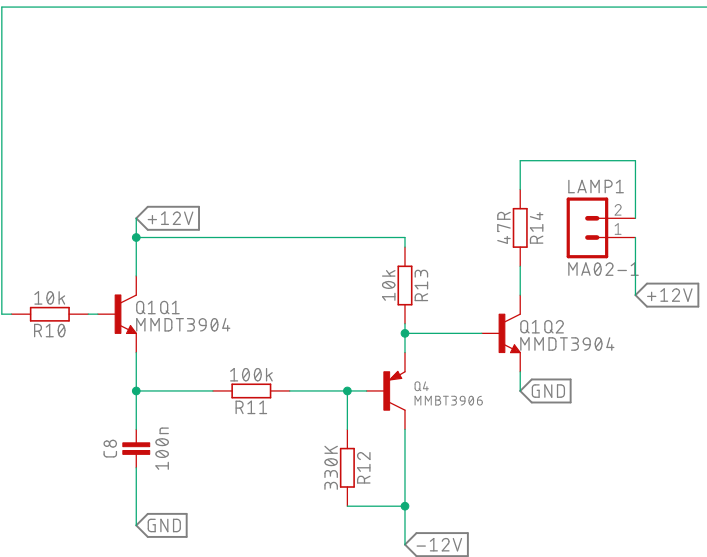 LAMP1
+12V
2
47R
R14
1
10k
R13
MA02-1
+12V
10k
R10
Q1Q1
MMDT3904
Q1Q2
MMDT3904
100k
R11
Q4
MMBT3906
GND
C8
100n
330K
R12
GND
-12V